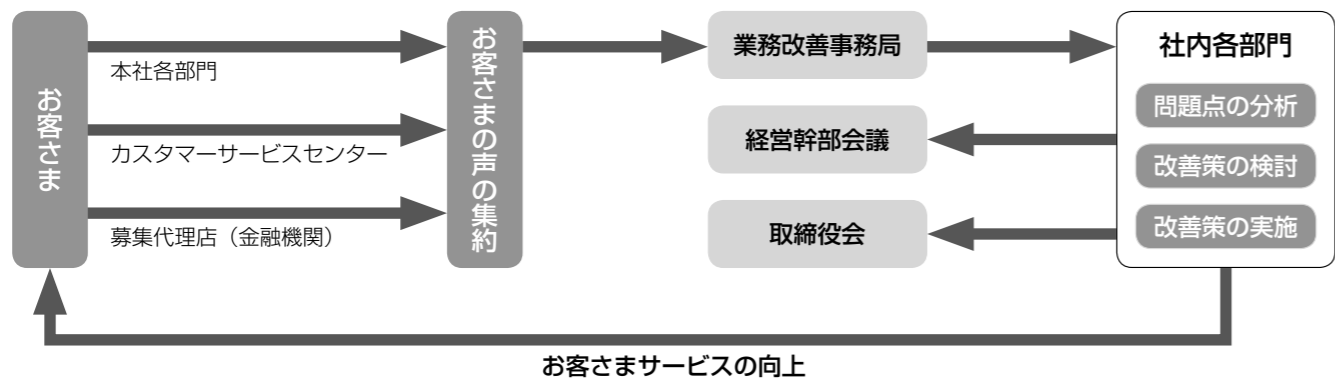 お客さま
本社各部門
カスタマーサービスセンター
募集代理店（金融機関）
お客さまの声の集約
業務改善事務局
経営幹部会議
取締役会
社内各部門
問題点の分析
改善策の検討
改善策の実施
お客さまサービスの向上